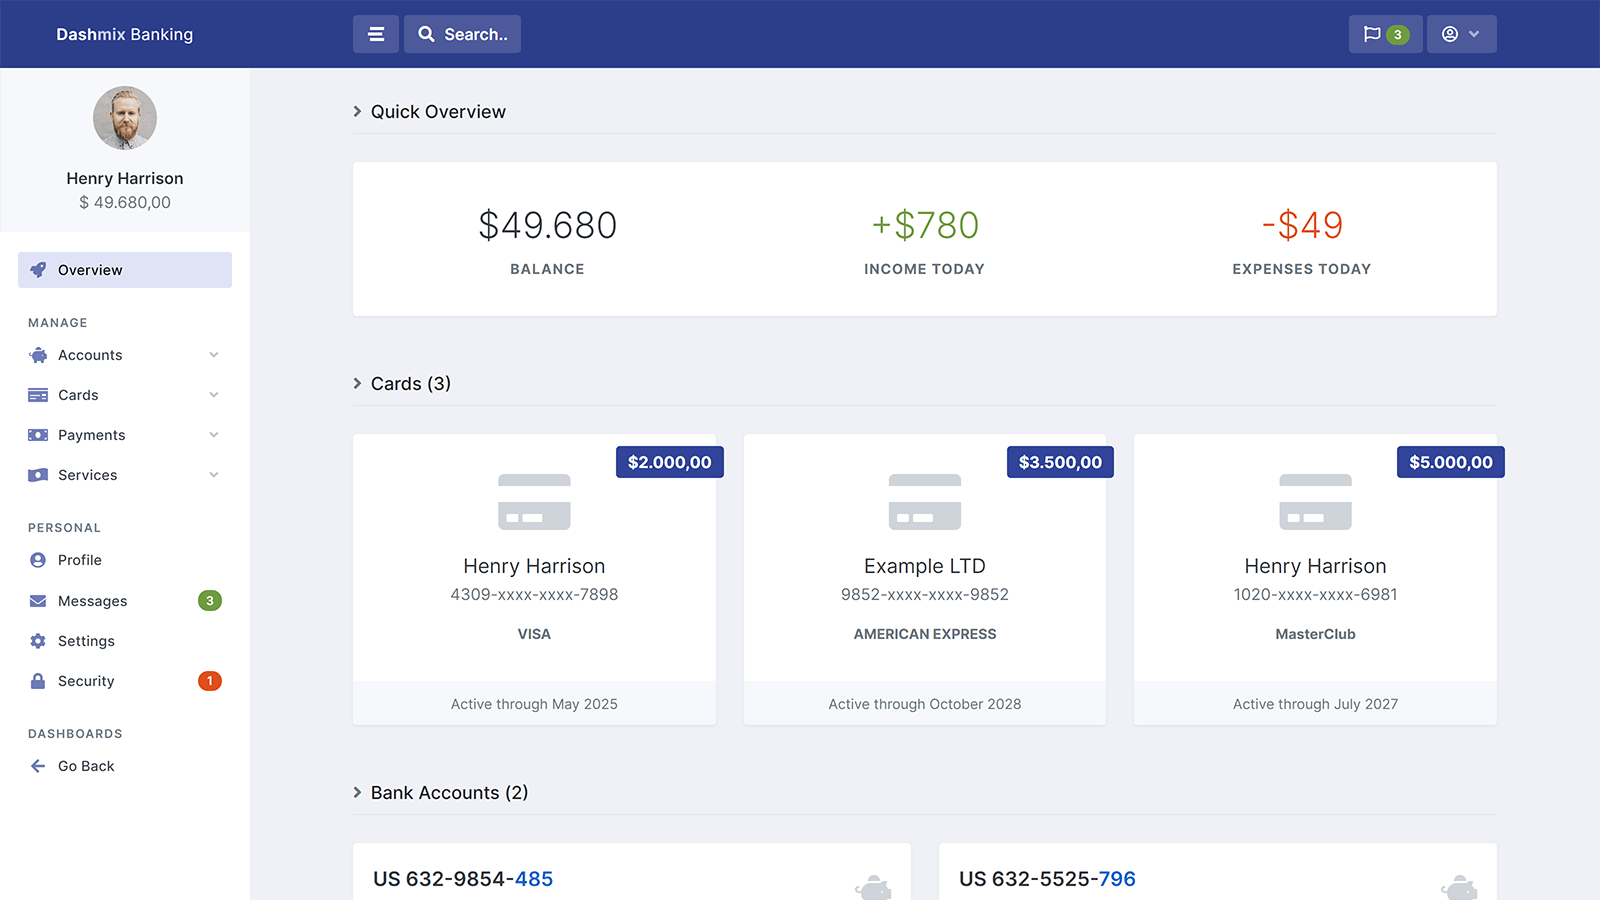 Dashmix Banking
Search..
3
Henry Harrison
$ 49.680,00
Overview
MANAGE
Accounts
Cards
Payments
Services
PERSONAL
Profile
Messages
3
Settings
Security
1
DASHBOARDS
Go Back
Quick Overview
$49.680
BALANCE
+$780
INCOME TODAY
-$49
EXPENSES TODAY
Cards (3)
$2.000,00
Henry Harrison
4309-xxxx-xxxx-7898
VISA
Active through May 2025
$3.500,00
Example LTD
9852-xxxx-xxxx-9852
AMERICAN EXPRESS
Active through October 2028
$5.000,00
Henry Harrison
1020-xxxx-xxxx-6981
MasterClub
Active through July 2027
Bank Accounts (2)
US 632-9854-485
US 632-5525-796